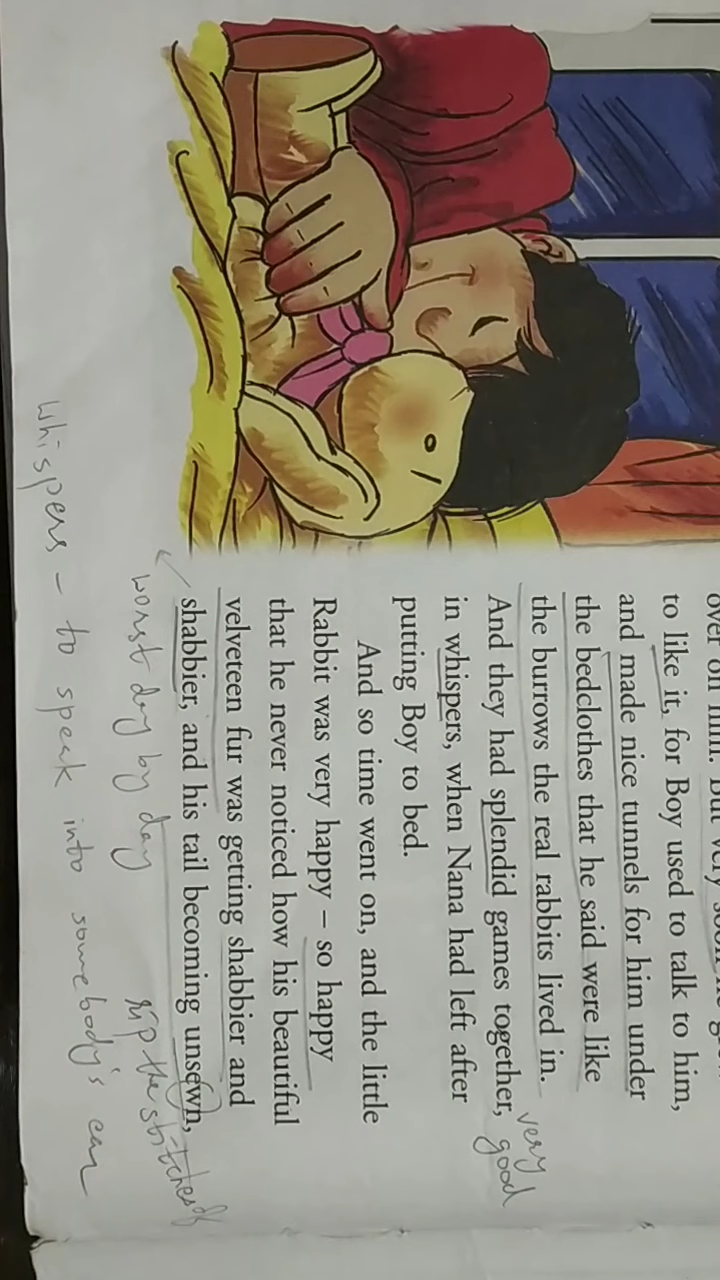 to like it, for Boy used to talk to him,
and made nice tunnels for him under
the bedclothes that he said were like
the burrows the real rabbits lived in.
And they had splendid games together, very good
in whispers, when Nana had left after
putting Boy to bed.
And so time went on, and the little
Rabbit was very happy – so happy
that he never noticed how his beautiful
velveteen fur was getting shabbier and
shabbier, and his tail becoming unsewn,
worst day by day rip the stitches of
whispers - to speak into somebody's ear